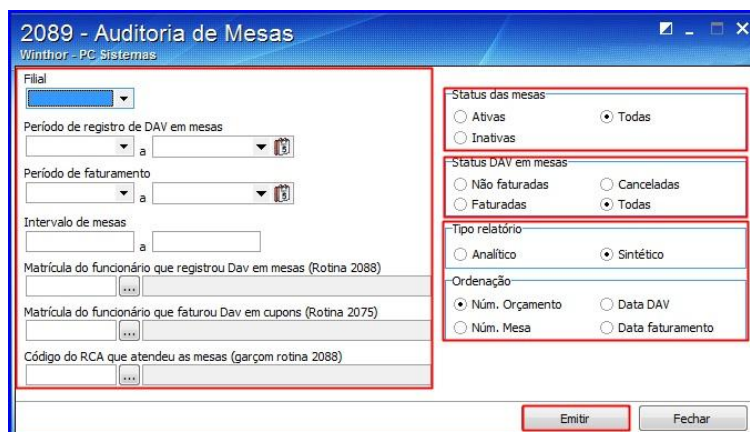 2089 - Auditoria de Mesas
Winthor - PC Sistemas
Filial
Período de registro de DAV em mesas
a
Período de faturamento
a
Intervalo de mesas
a
Matrícula do funcionário que registrou Dav em mesas (Rotina 2088)
...
Matrícula do funcionário que faturou Dav em cupons (Rotina 2075)
...
Código do RCA que atendeu as mesas (garçom rotina 2088)
...
Status das mesas
Ativas Todas
Inativas
Status DAV em mesas
Não faturadas Canceladas
Faturadas Todas
Tipo relatório
Analítico Sintético
Ordenação
Núm. Orçamento Data DAV
Núm. Mesa Data faturamento
Emitir Fechar